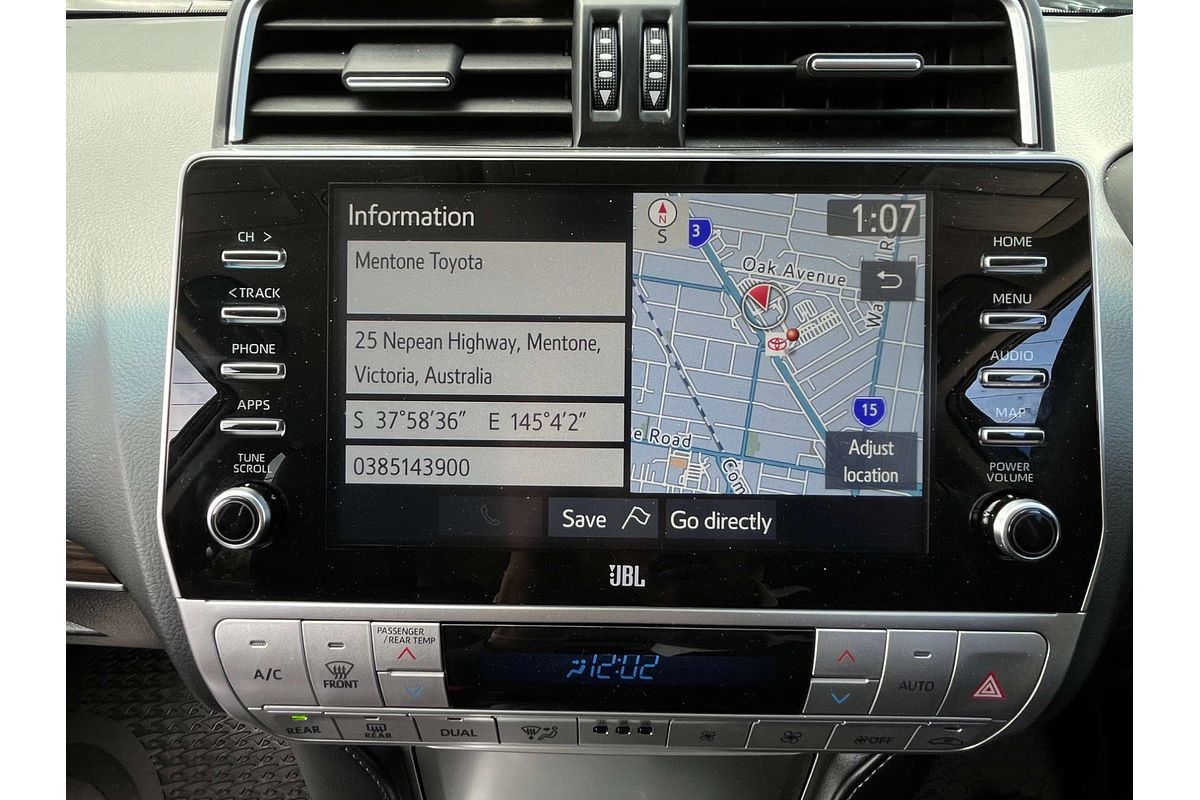 CH >
< TRACK
PHONE
APPS
TUNE
SCROLL
Information
Mentone Toyota
25 Nepean Highway, Mentone,
Victoria, Australia
S 37°58'36" E 145°4'2"
0385143900
Save
Go directly
N
S
3
1:07
Oak Avenue
15
e Road
Com
Adjust
location
HOME
MENU
AUDIO
MAP
POWER
VOLUME
JBL
A/C
FRONT
PASSENGER
/REAR TEMP
12:02
AUTO
REAR
REAR
DUAL
OFF